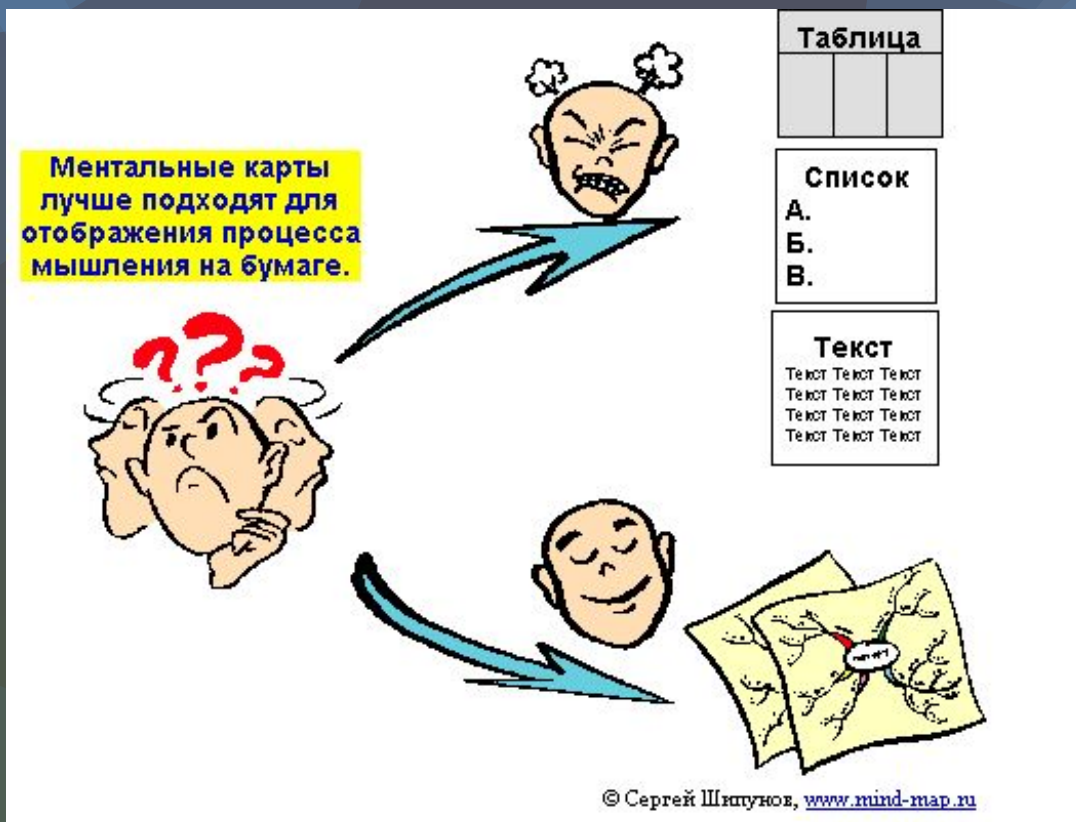 Таблица
Ментальные карты
лучше подходят для
отображения процесса
мышления на бумаге.
Список
А.
Б.
В.
???
Текст
Текст Текст Текст
Текст Текст Текст
Текст Текст Текст
Текст Текст Текст
© Сергей Шипунов, www.mind-map.ru